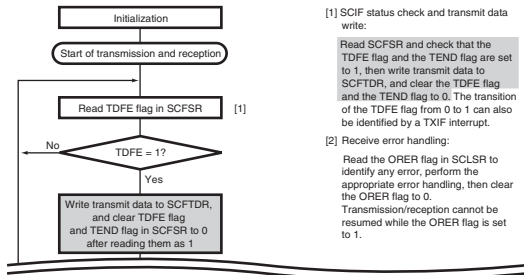 Initialization
Start of transmission and reception
Read TDFE flag in SCFSR
[1]
No
TDFE = 1?
Yes
Write transmit data to SCFTDR,
and clear TDFE flag
and TEND flag in SCFSR to 0
after reading them as 1
[1] SCIF status check and transmit data
write:
Read SCFSR and check that the
TDFE flag and the TEND flag are set
to 1, then write transmit data to
SCFTDR, and clear the TDFE flag
and the TEND flag to 0. The transition
of the TDFE flag from 0 to 1 can also
be identified by a TXIF interrupt.
[2] Receive error handling:
Read the ORER flag in SCLSR to
identify any error, perform the
appropriate error handling, then clear
the ORER flag to 0.
Transmission/reception cannot be
resumed while the ORER flag is set
to 1.